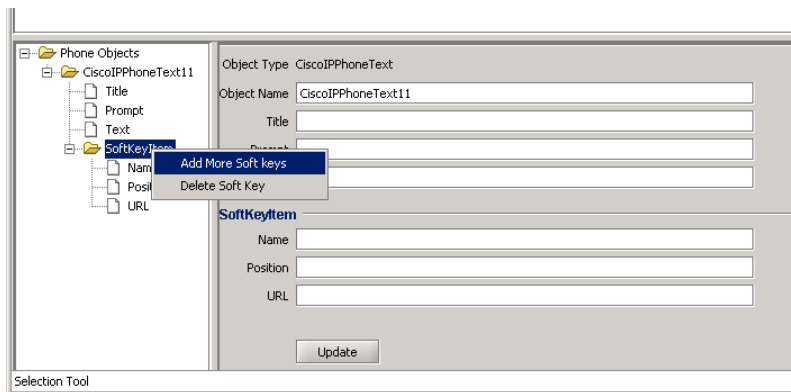 Phone Objects
CiscoIPPhoneText11
Title
Prompt
Text
SoftKeyItem
URL
Add More Soft keys
Delete Soft Key
Object Type CiscoIPPhoneText
Object Name CiscoIPPhoneText11
Title
Prompt
SoftKeyItem
Name
Position
URL
Update
Selection Tool